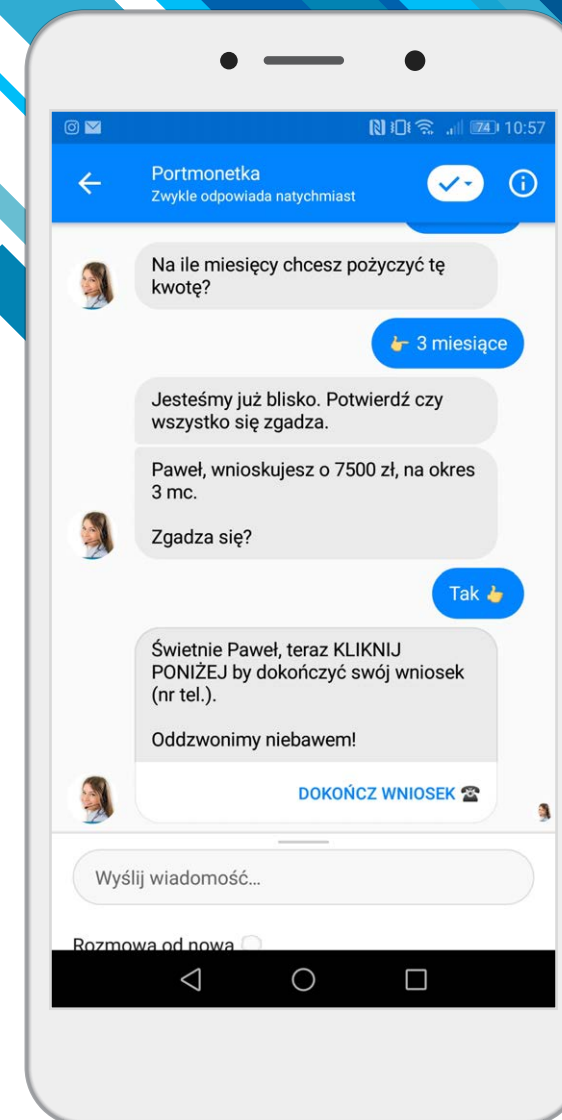 74 10:57
Portmonetka
Zwykle odpowiada natychmiast
Na ile miesięcy chcesz pożyczyć tę
kwotę?
👉 3 miesiące
Jesteśmy już blisko. Potwierdź czy
wszystko się zgadza.
Paweł, wnioskujesz o 7500 zł, na okres
3 mc.
Zgadza się?
Tak 👍
Świetnie Paweł, teraz KLIKNIJ
PONIŻEJ by dokończyć swój wniosek
(nr tel.).
Oddzwonimy niebawem!
DOKOŃCZ WNIOSEK ☎
Wyślij wiadomość...
Rozmowa od nowa